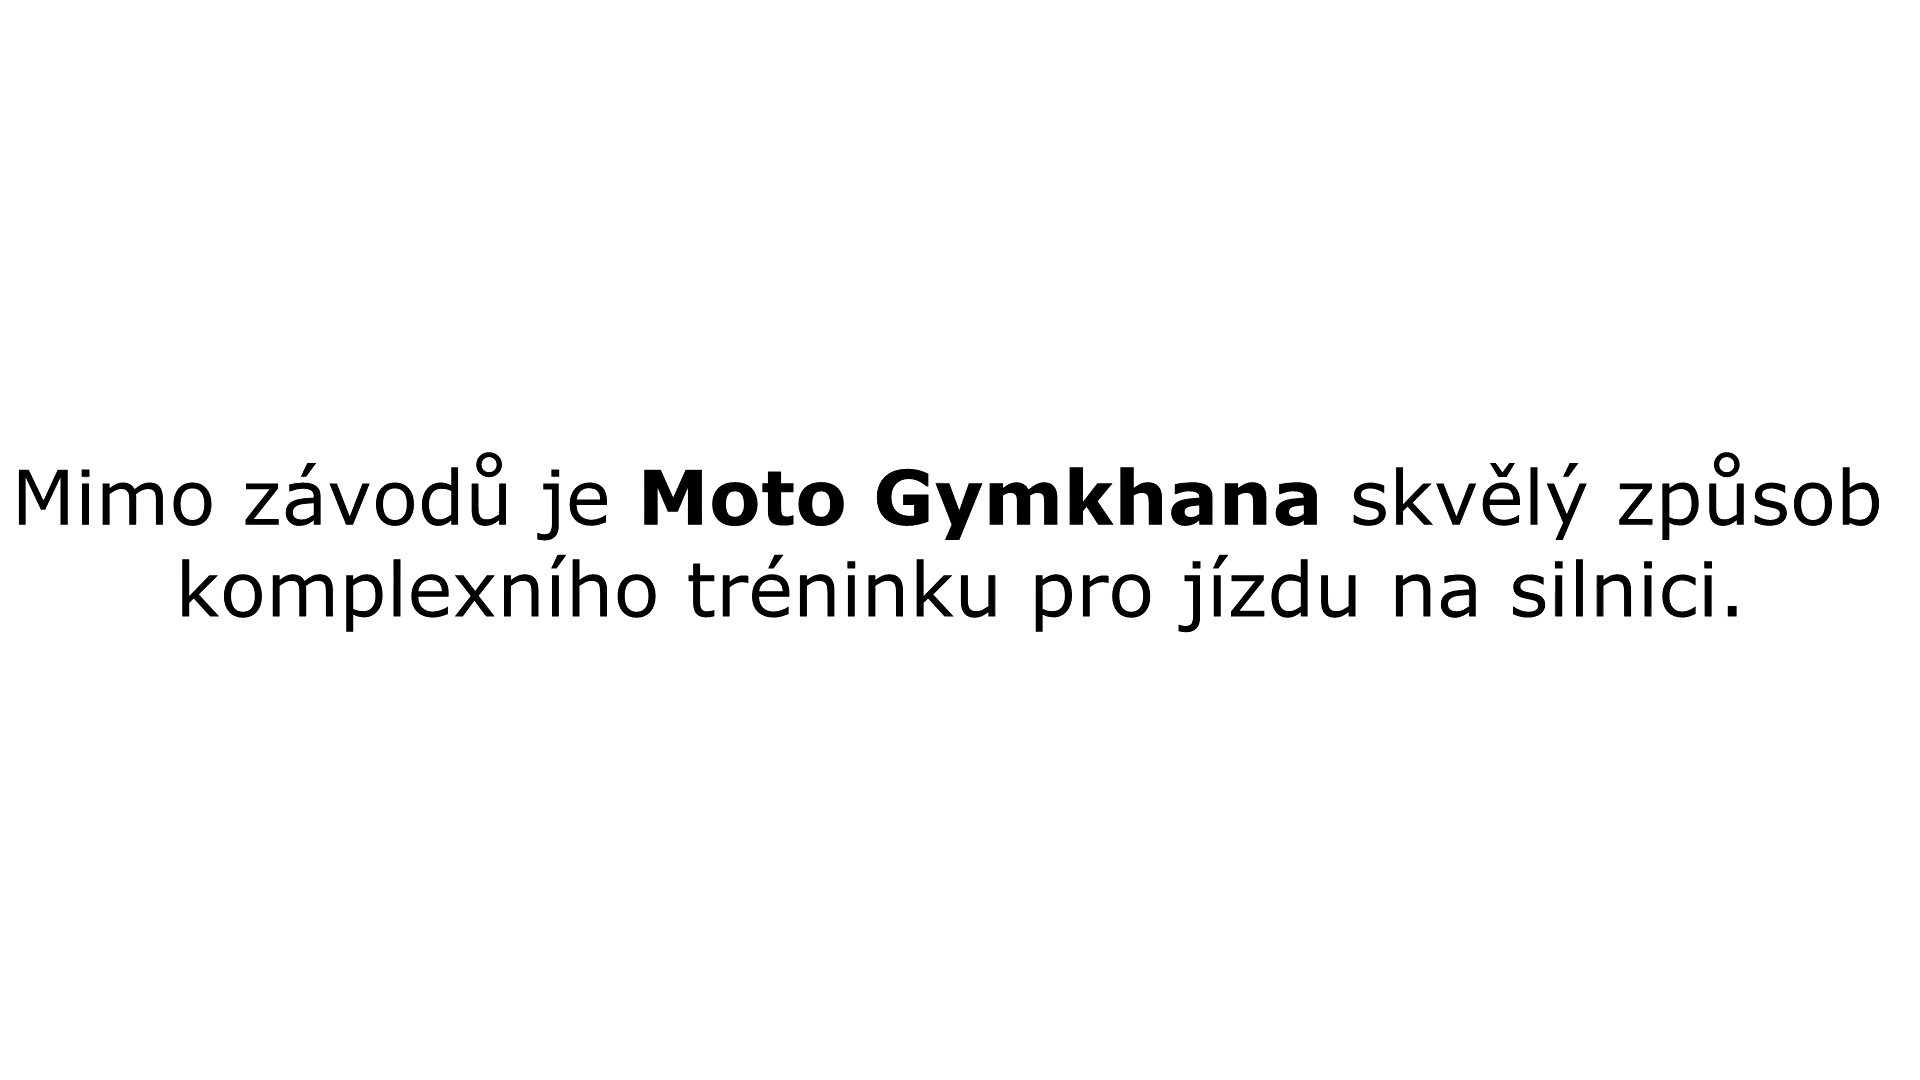 Mimo závodů je Moto Gymkhana skvělý způsob
komplexního tréninku pro jízdu na silnici.